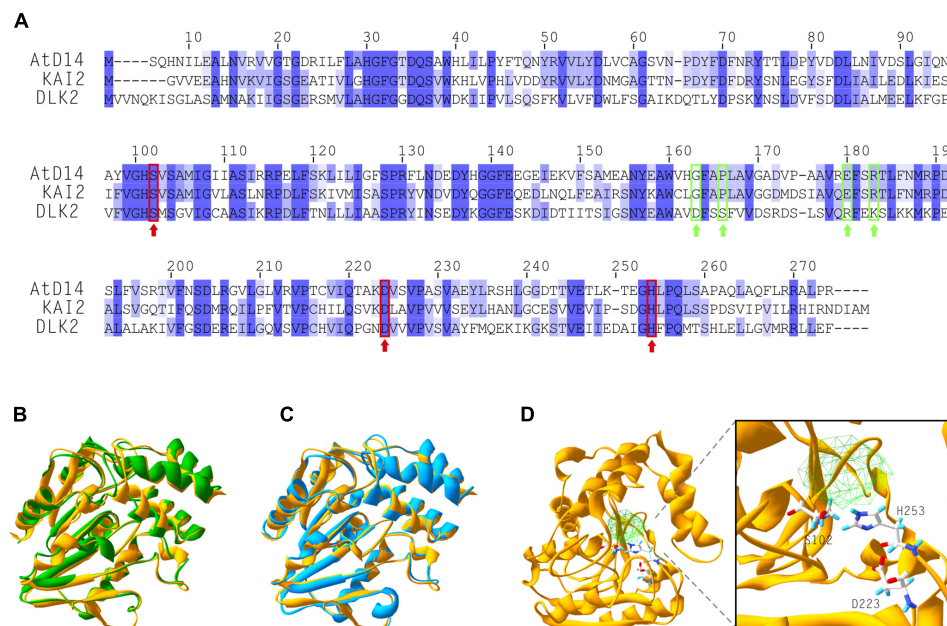 A
10 20 30 40 50 60 70 80 90
AtD14 M-----SQHNILEALNVRVVGTGDRILFLAHGFGTDQSAWHLILPYFTQNYRVVLYDLVCAGSVN-PDYFDFNRYTTLDPYVDDLLNIVDSLGIQN
KAI2 M------GVVEEAHNVKVIGSGEATIVLGHGFGTDQSVWKHLVPHLVDDYRVVLYDNMGAGTTN-PDYFDFDRYSNLEGYSFDLIAILEDLKIES
DLK2 MVVNQKISGLASAMNAKIIGSGERSMVLAHGFGGDQSVWDKIIPVLSQSFKVLVFDWLFSGAIKDQTLYDPSKYNSLDVFSDDLIALMEELKFGP
100 110 120 130 140 150 160 170 180 190
AtD14 AYVGHSVSAMIGIIASIRRPELFSKLILIGFSPRFLNDEDYHGGFEEGEIEKVFSAMEANYEAWVHGFAPLAVGADVP-AAVREFSRTLFNMRPD
KAI2 IFVGHSVSAMIGVLASLNRPDLFSKIVMISASPRYVNDVDYQGGFEQEDLNQLFEAIRSNYKAWCLGFAPLAVGGDMDSIAVQEFSRTLFNMRPD
DLK2 VFVGHSMSGVIGCAASIKRPDLFTNLLLIAASPRYINSEDYKGGFESKDIDTIITSIGSNYEAWAVDFSSFVVDSRDS-LSVQRFEKSLKKMKPE
200 210 220 230 240 250 260 270
AtD14 SLFVSRTVFNSDLRGVLGLVRVPTCVIQTAKDVSVPASVAEYLRSHLGGDTTVETLK-TEGHLPQLSAPAQLAQFLRRALPR----
KAI2 ALSVGQTIFQSDMRQILPFVTVPCHILQSVKDLAVPVVVSEYLHANLGCESVVEVIP-SDGHLPQLSSPDSVIPVILRHIRNDIAM
DLK2 ALALAKIVFGSDEREILGQVSVPCHVIQPGNDVVVPVSVAYFMQEKIKGKSTVEIIEDAIGHFPQMTSHLELLGVMRRLLEF----
B C D
H253
S102
D223